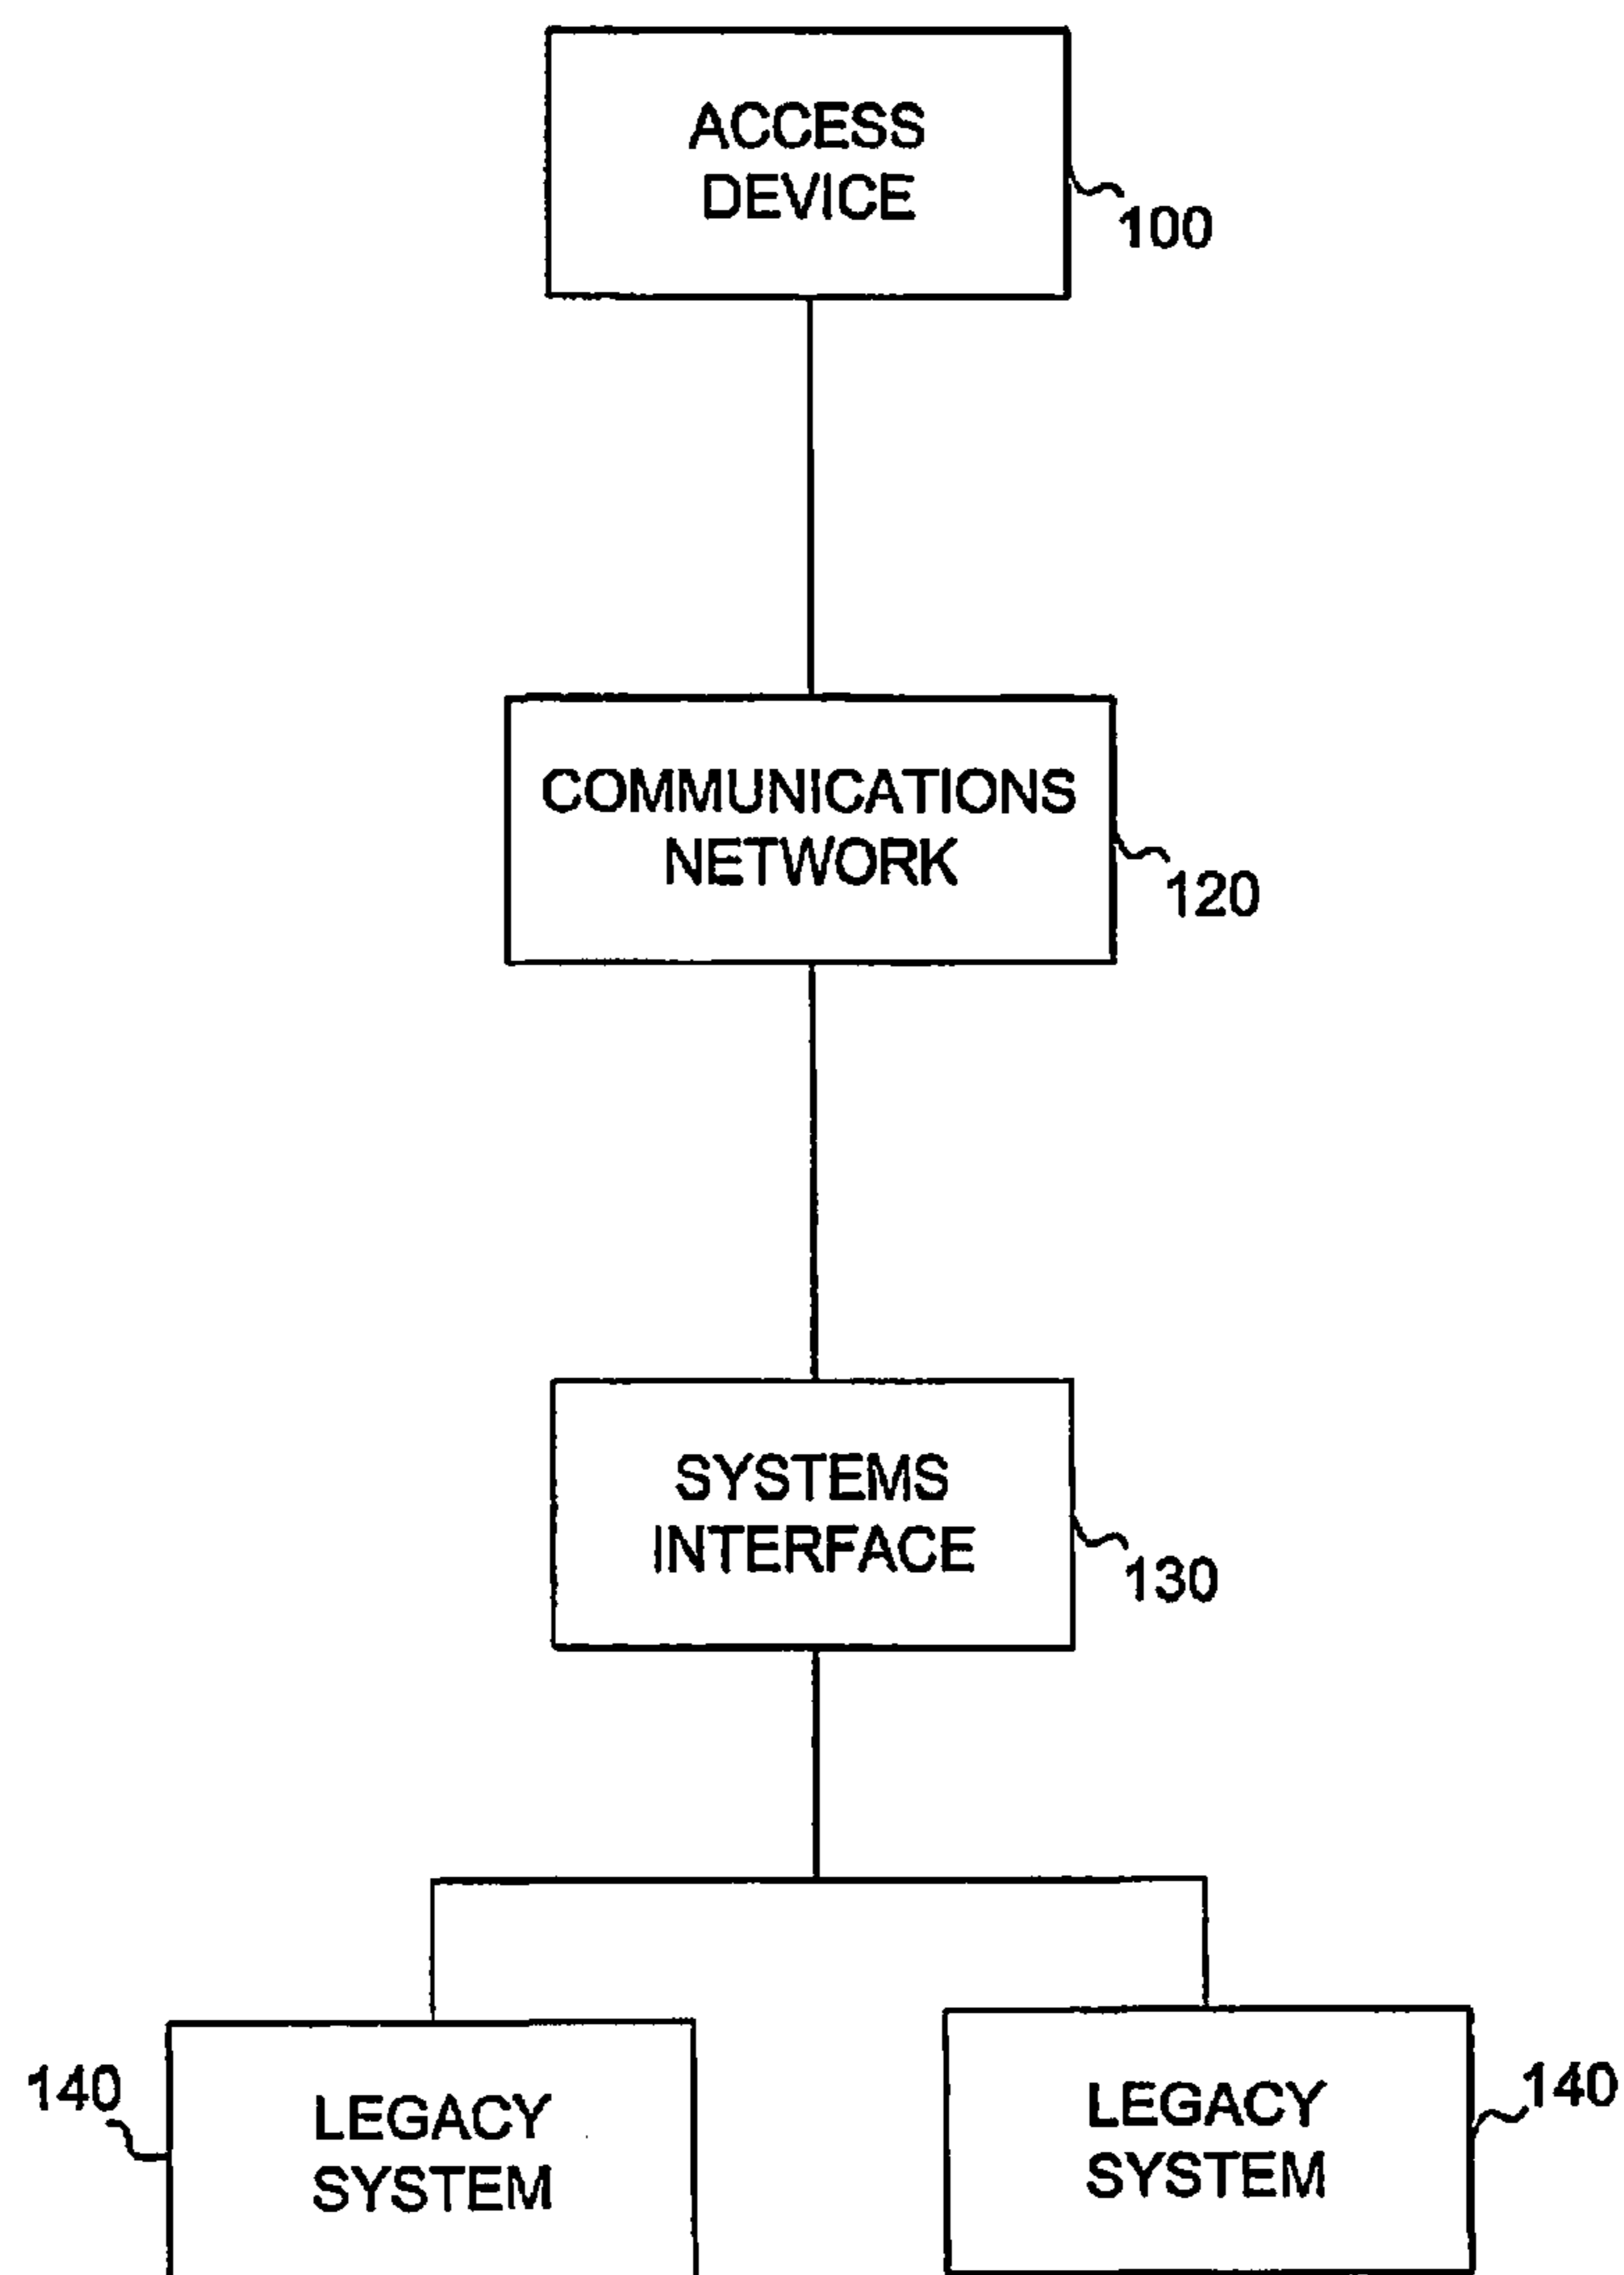 ACCESS
DEVICE
100
COMMUNICATIONS
NETWORK
120
SYSTEMS
INTERFACE
130
140
LEGACY
SYSTEM
LEGACY
SYSTEM
140